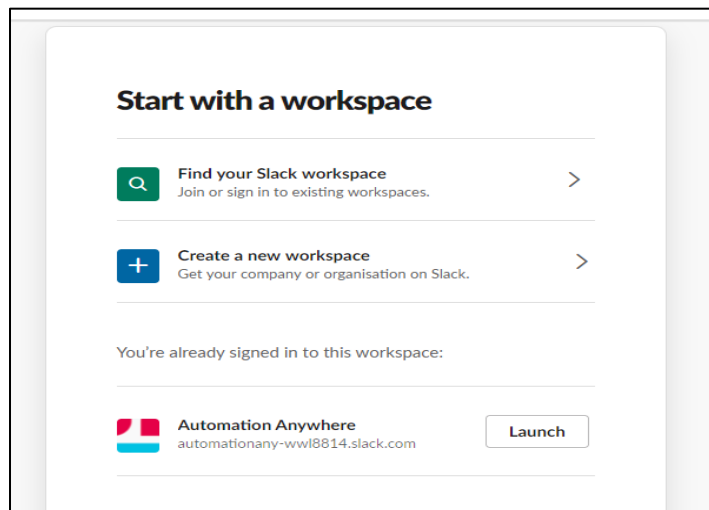 Start with a workspace
Find your Slack workspace
Join or sign in to existing workspaces.
Create a new workspace
Get your company or organisation on Slack.
You're already signed in to this workspace:
Automation Anywhere
automationany-wwl8814.slack.com
Launch